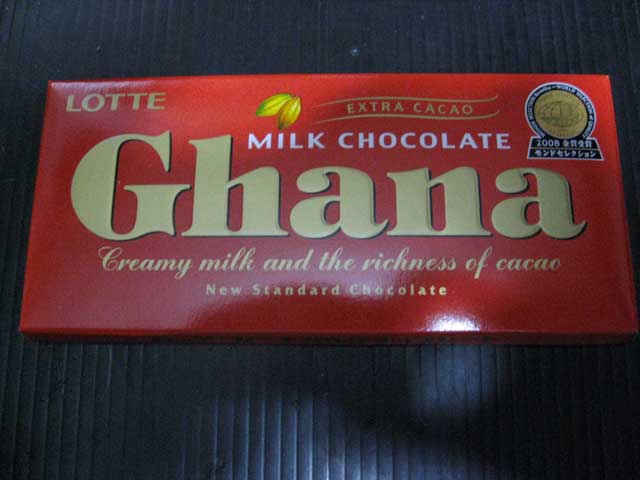 LOTTE
EXTRA CACAO
MILK CHOCOLATE
Ghana
Creamy milk and the richness of cacao
New Standard Chocolate
2008 金賞受賞
モンドセレクション